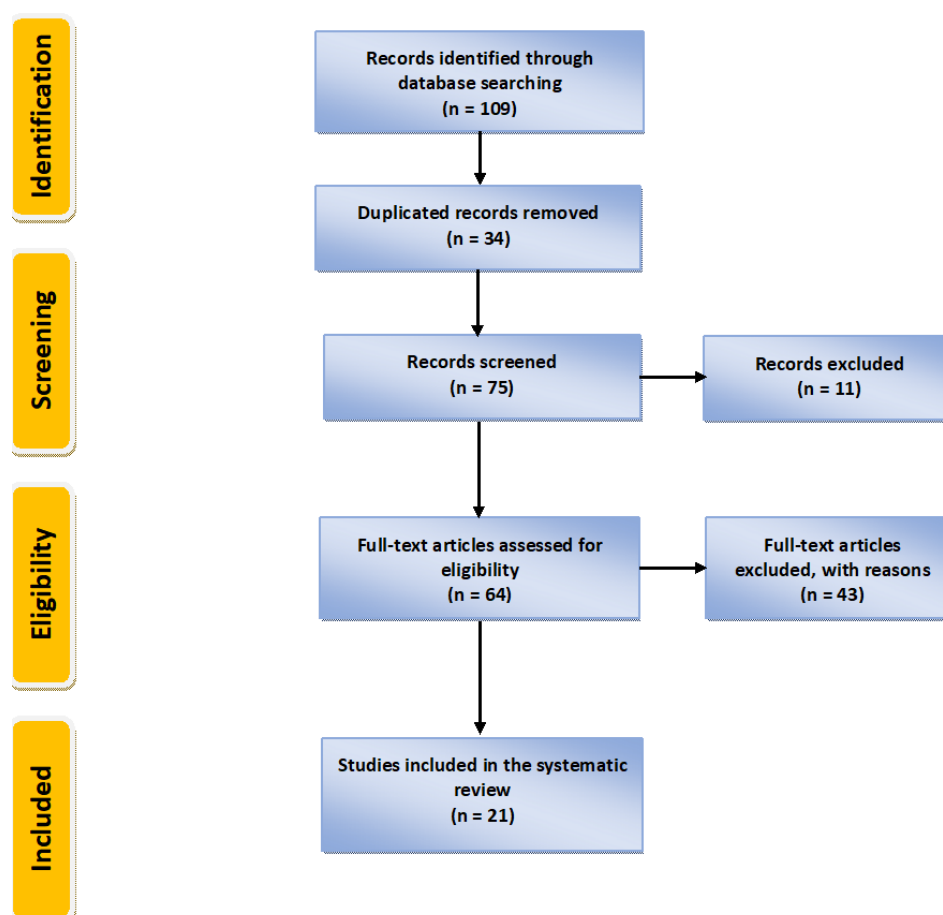 Identification
Records identified through
database searching
(n = 109)
Duplicated records removed
(n = 34)
Screening
Records screened
(n = 75)
Records excluded
(n = 11)
Eligibility
Full-text articles assessed for
eligibility
(n = 64)
Full-text articles
excluded, with reasons
(n = 43)
Included
Studies included in the systematic
review
(n = 21)